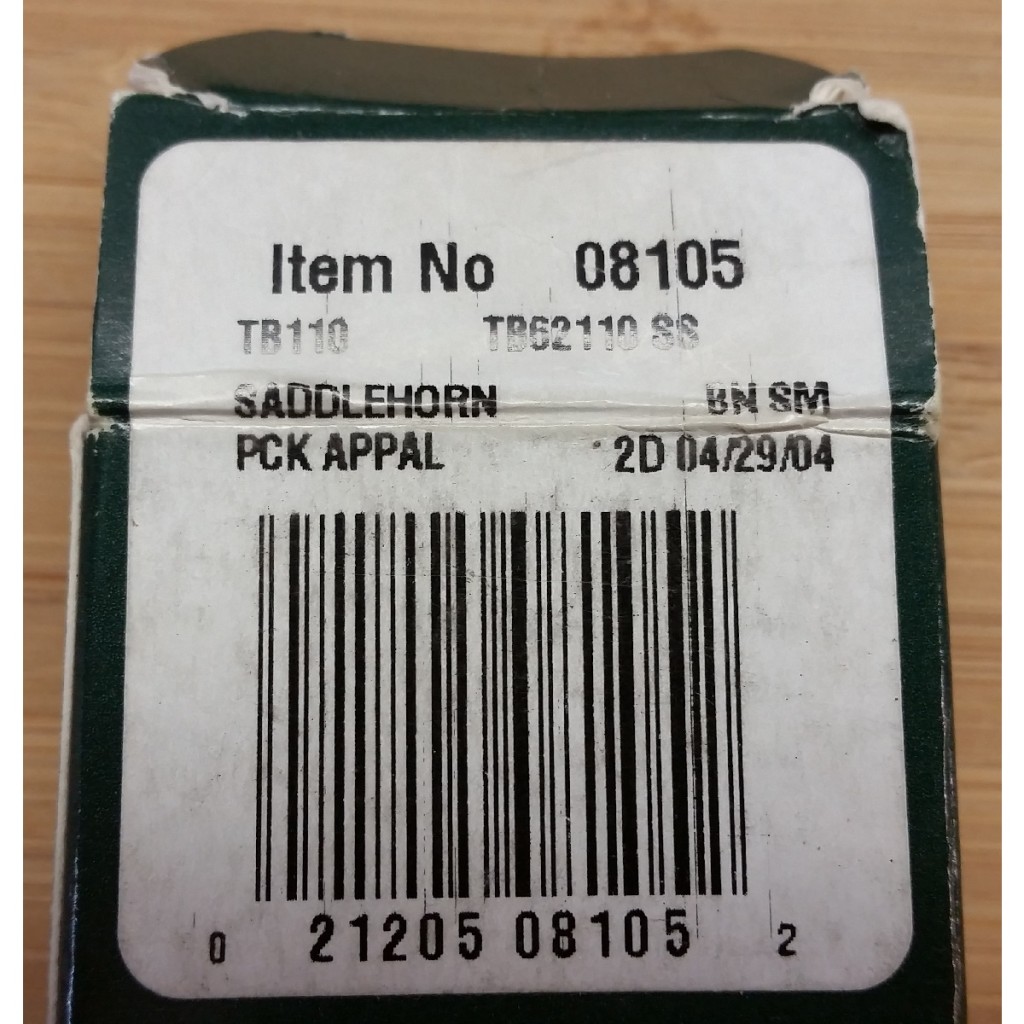 Item No 08105
TB110 TB62110 SS
SADDLEHORN BN SM
PCK APPAL 2D 04/29/04
0 21205 08105 2